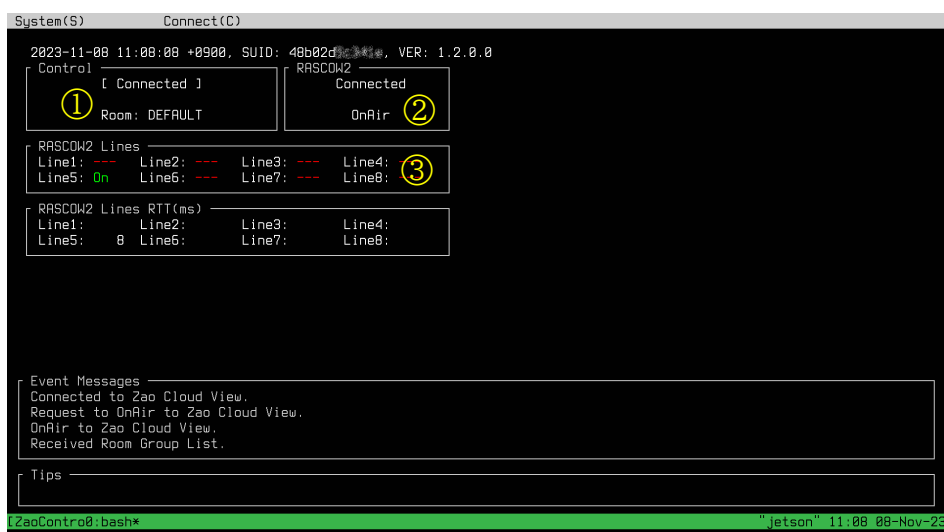 System(S) Connect(C)
2023-11-08 11:08:08 +0900, SUID: 48b02d, VER: 1.2.0.0
Control
[ Connected ]
① Room: DEFAULT
RASCOW2
Connected
OnAir ②
RASCOW2 Lines
Line1: --- Line2: --- Line3: --- Line4: -
Line5: On Line6: --- Line7: --- Line8: -
③
RASCOW2 Lines RTT(ms)
Line1: Line2: Line3: Line4:
Line5: 8 Line6: Line7: Line8:
Event Messages
Connected to Zao Cloud View.
Request to OnAir to Zao Cloud View.
OnAir to Zao Cloud View.
Received Room Group List.
Tips
[ZaoContro0:bash* "jetson" 11:08 08-Nov-23